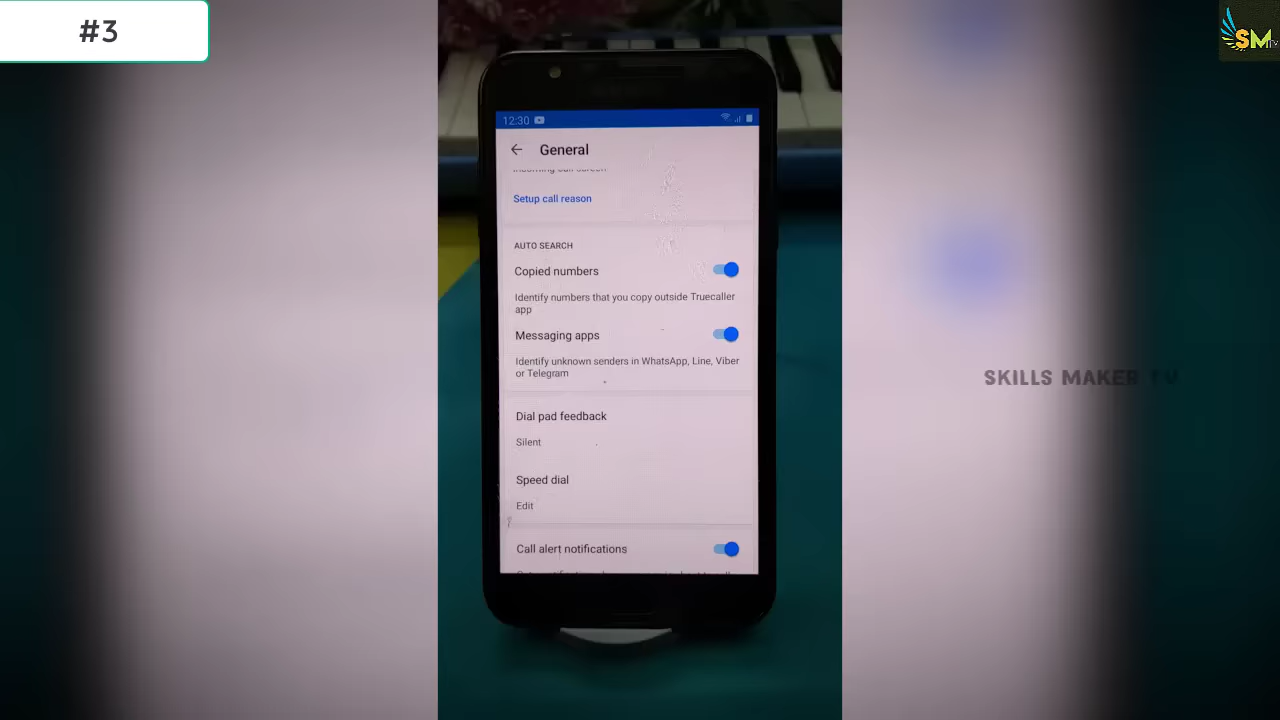 #3
SM
12:30
General
Setup call reason
AUTO SEARCH
Copied numbers
Identify numbers that you copy outside Truecaller
app
Messaging apps
Identify unknown senders in WhatsApp, Line, Viber
or Telegram
Dial pad feedback
Silent
Speed dial
Edit
Call alert notifications
SKILLS MAKER TV